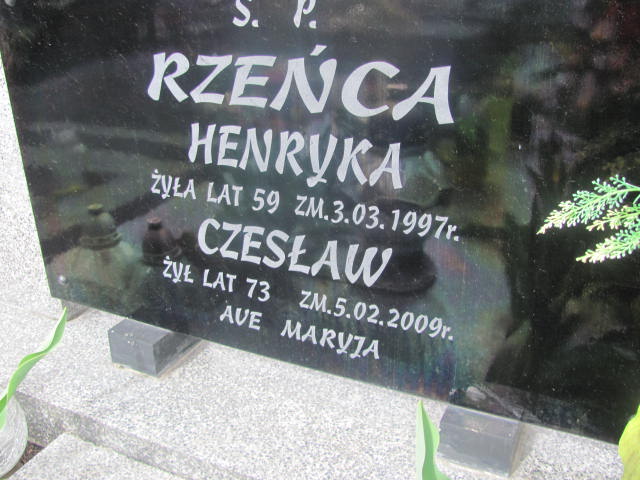 Ś. P.
RZEŃCA
HENRYKA
ŻYŁA LAT 59 ZM.3.03.1997r.
CZESŁAW
ŻYŁ LAT 73 ZM.5.02.2009r.
AVE MARYJA